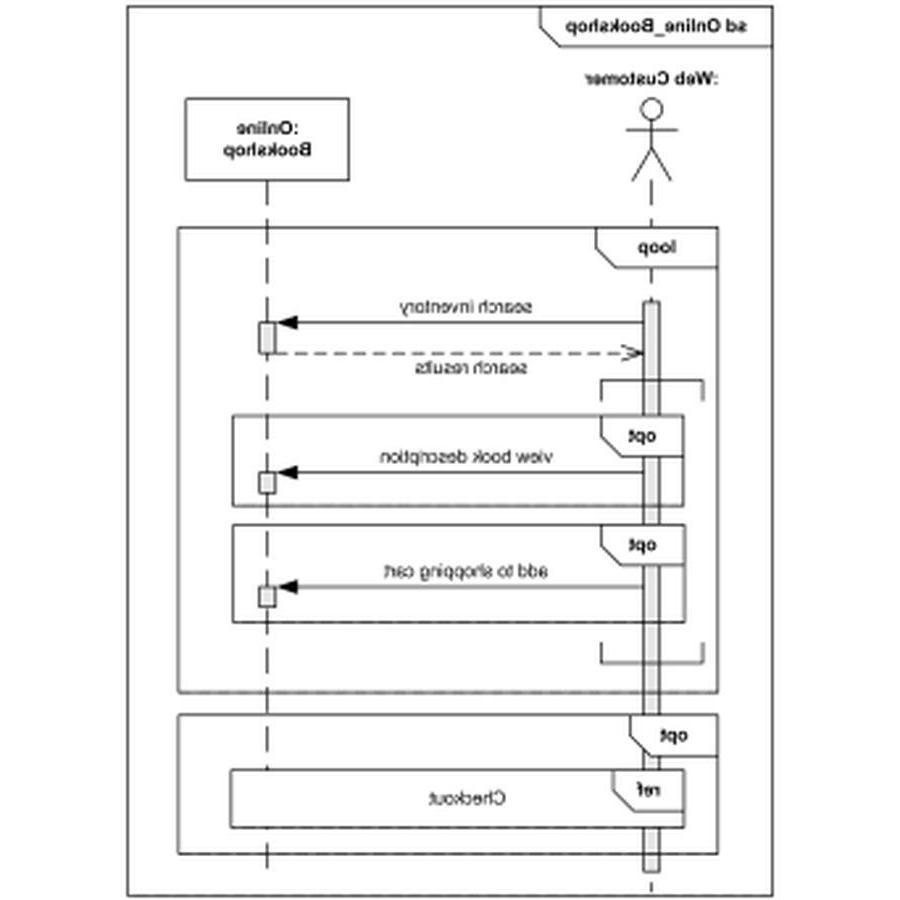 sd Online_Bookshop
:Web Customer
:Online
Bookshop
loop
search inventory
search results
opt
view book description
opt
add to shopping cart
opt
ref
Checkout